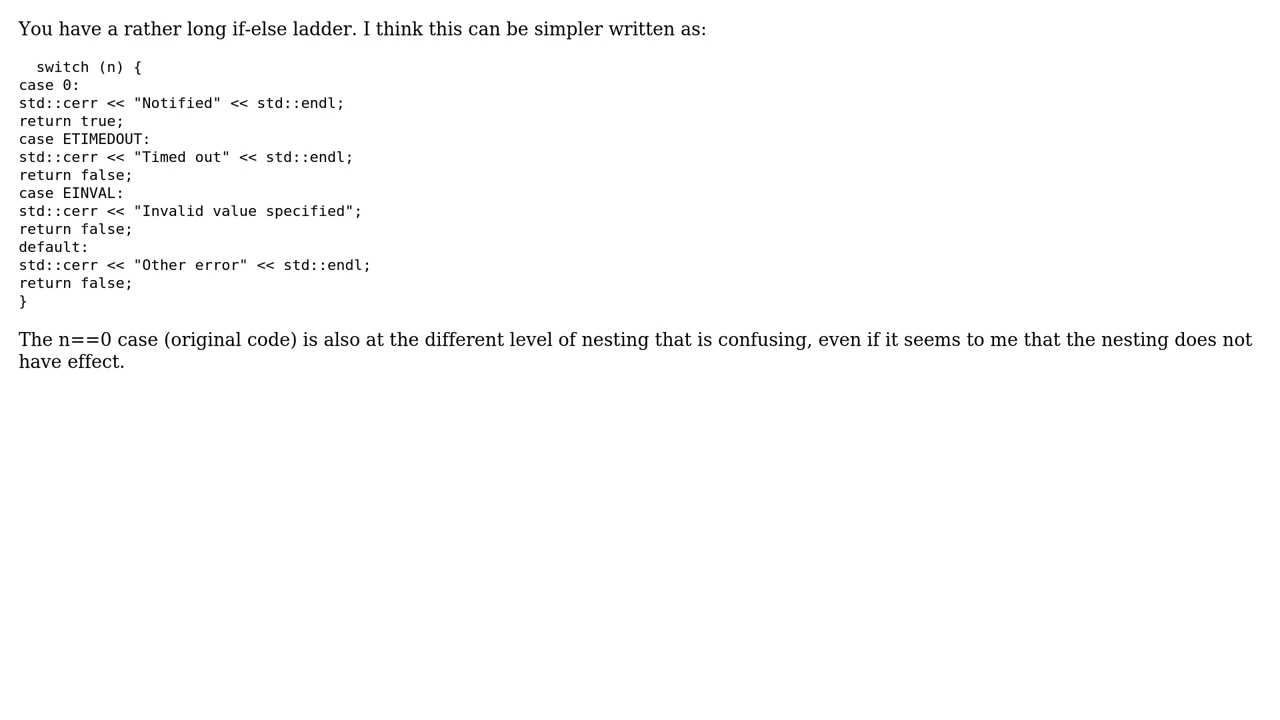 You have a rather long if-else ladder. I think this can be simpler written as:
  switch (n) {
case 0:
std::cerr << "Notified" << std::endl;
return true;
case ETIMEDOUT:
std::cerr << "Timed out" << std::endl;
return false;
case EINVAL:
std::cerr << "Invalid value specified";
return false;
default:
std::cerr << "Other error" << std::endl;
return false;
}
The n==0 case (original code) is also at the different level of nesting that is confusing, even if it seems to me that the nesting does not
have effect.